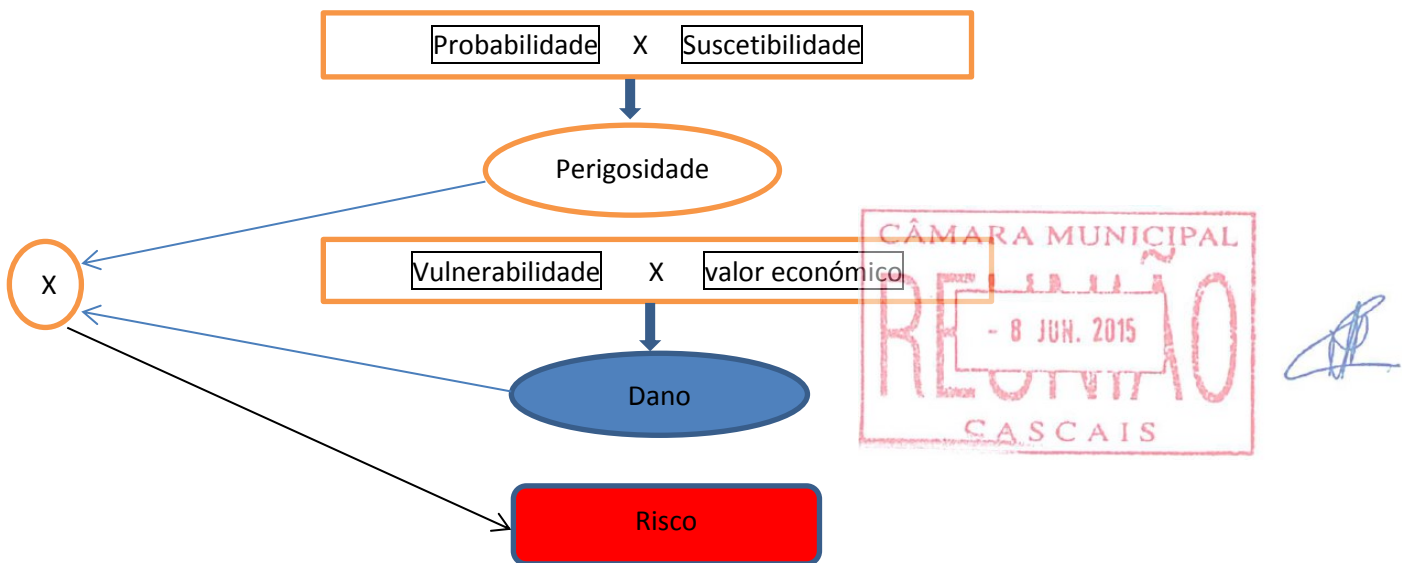 Probabilidade X Suscetibilidade
Perigosidade
X
Vulnerabilidade X valor económico
Dano
Risco
CÂMARA MUNICIPAL
REUNIÃO
- 8 JUN. 2015
CASCAIS